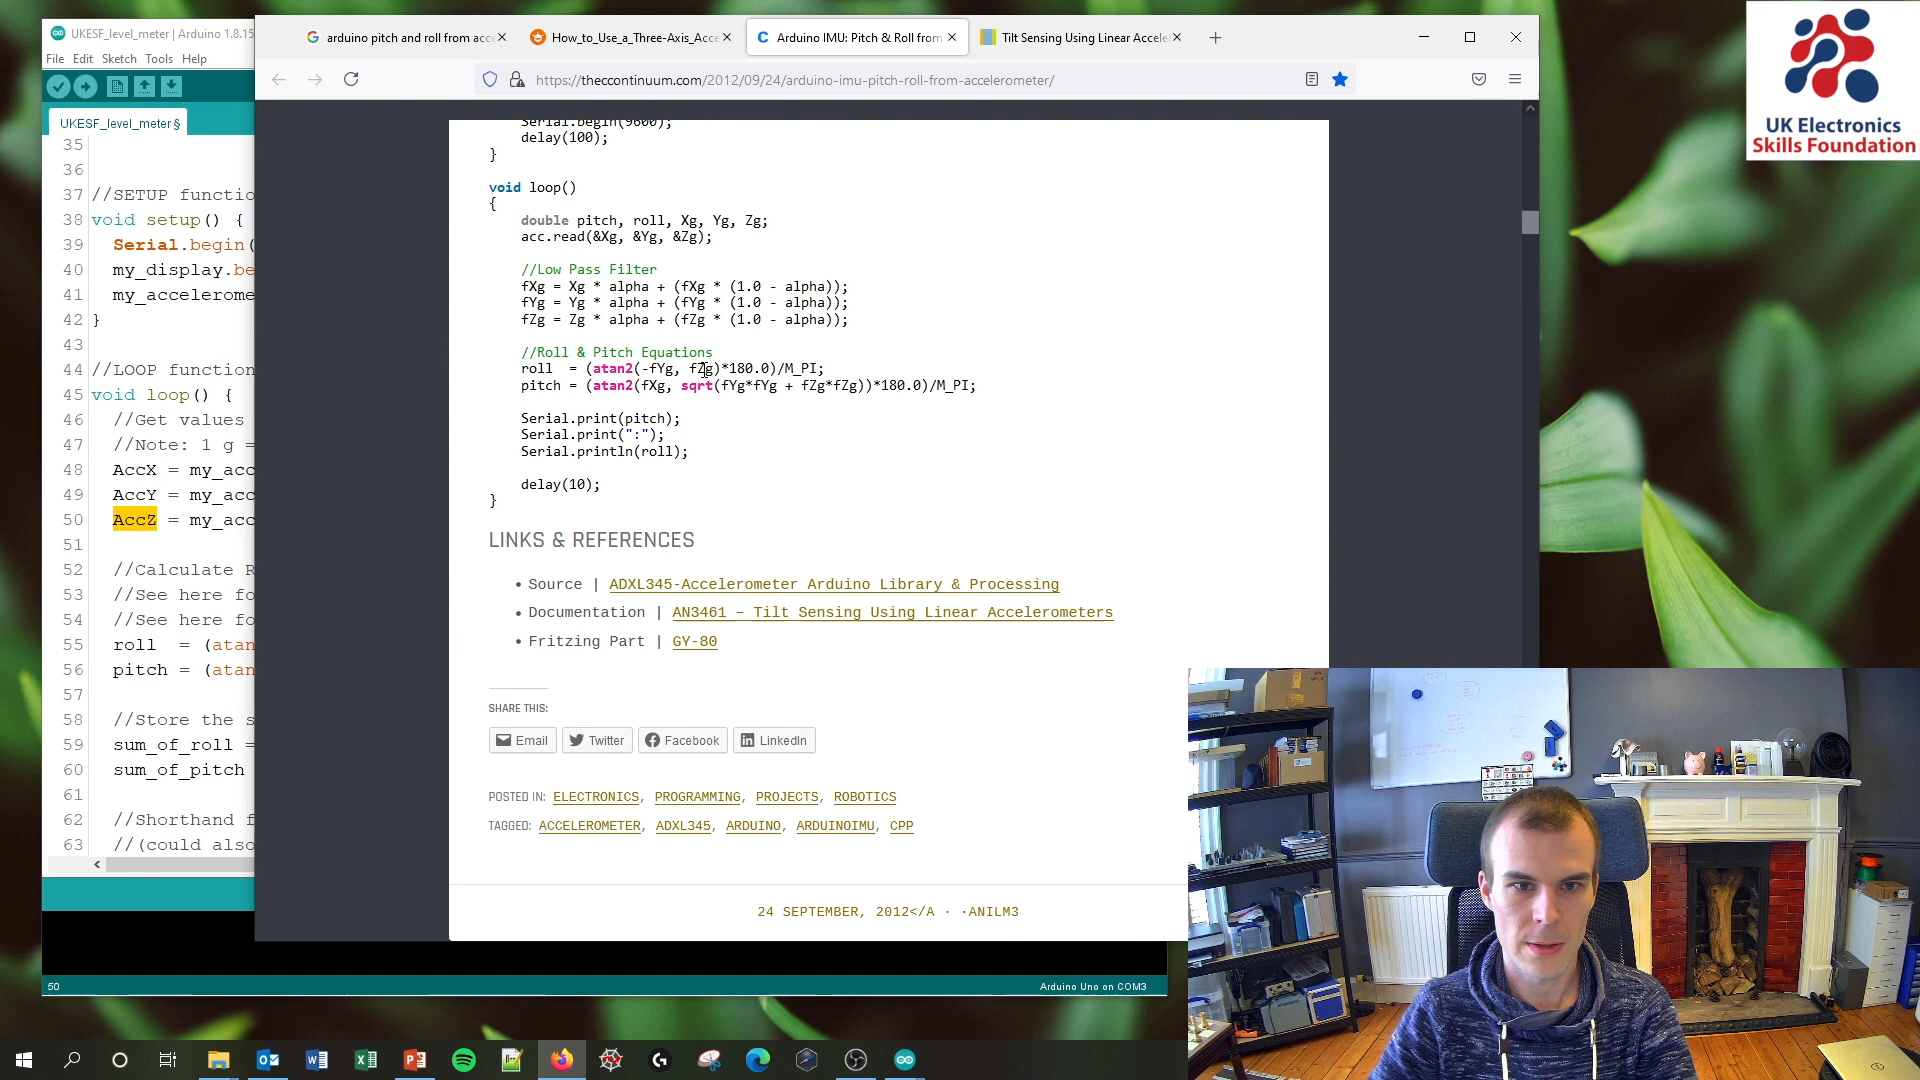 UKESF_level_meter | Arduino 1.8.15
File Edit Sketch Tools Help
UKESF_level_meter §
35
36
37 //SETUP functio
38 void setup() {
39 Serial.begin(
40 my_display.be
41 my_accelerome
42 }
43
44 //LOOP function
45 void loop() {
46 //Get values
47 //Note: 1 g =
48 AccX = my_acc
49 AccY = my_acc
50 AccZ = my_acc
51
52 //Calculate R
53 //See here fo
54 //See here fo
55 roll = (atan
56 pitch = (atan
57
58 //Store the s
59 sum_of_roll =
60 sum_of_pitch
61
62 //Shorthand f
63 //(could also
50
Arduino Uno on COM3
arduino pitch and roll from acc
How_to_Use_a_Three-Axis_Acce
Arduino IMU: Pitch & Roll from
Tilt Sensing Using Linear Accele
https://theccontinuum.com/2012/09/24/arduino-imu-pitch-roll-from-accelerometer/
Serial.begin(9600);
delay(100);
}
void loop()
{
double pitch, roll, Xg, Yg, Zg;
acc.read(&Xg, &Yg, &Zg);
//Low Pass Filter
fXg = Xg * alpha + (fXg * (1.0 - alpha));
fYg = Yg * alpha + (fYg * (1.0 - alpha));
fZg = Zg * alpha + (fZg * (1.0 - alpha));
//Roll & Pitch Equations
roll = (atan2(-fYg, fZg)*180.0)/M_PI;
pitch = (atan2(fXg, sqrt(fYg*fYg + fZg*fZg))*180.0)/M_PI;
Serial.print(pitch);
Serial.print(":");
Serial.println(roll);
delay(10);
}
LINKS & REFERENCES
• Source | ADXL345-Accelerometer Arduino Library & Processing
• Documentation | AN3461 – Tilt Sensing Using Linear Accelerometers
• Fritzing Part | GY-80
SHARE THIS:
Email Twitter Facebook LinkedIn
POSTED IN: ELECTRONICS, PROGRAMMING, PROJECTS, ROBOTICS
TAGGED: ACCELEROMETER, ADXL345, ARDUINO, ARDUINOIMU, CPP
24 SEPTEMBER, 2012</A · ·ANILM3
UK Electronics
Skills Foundation